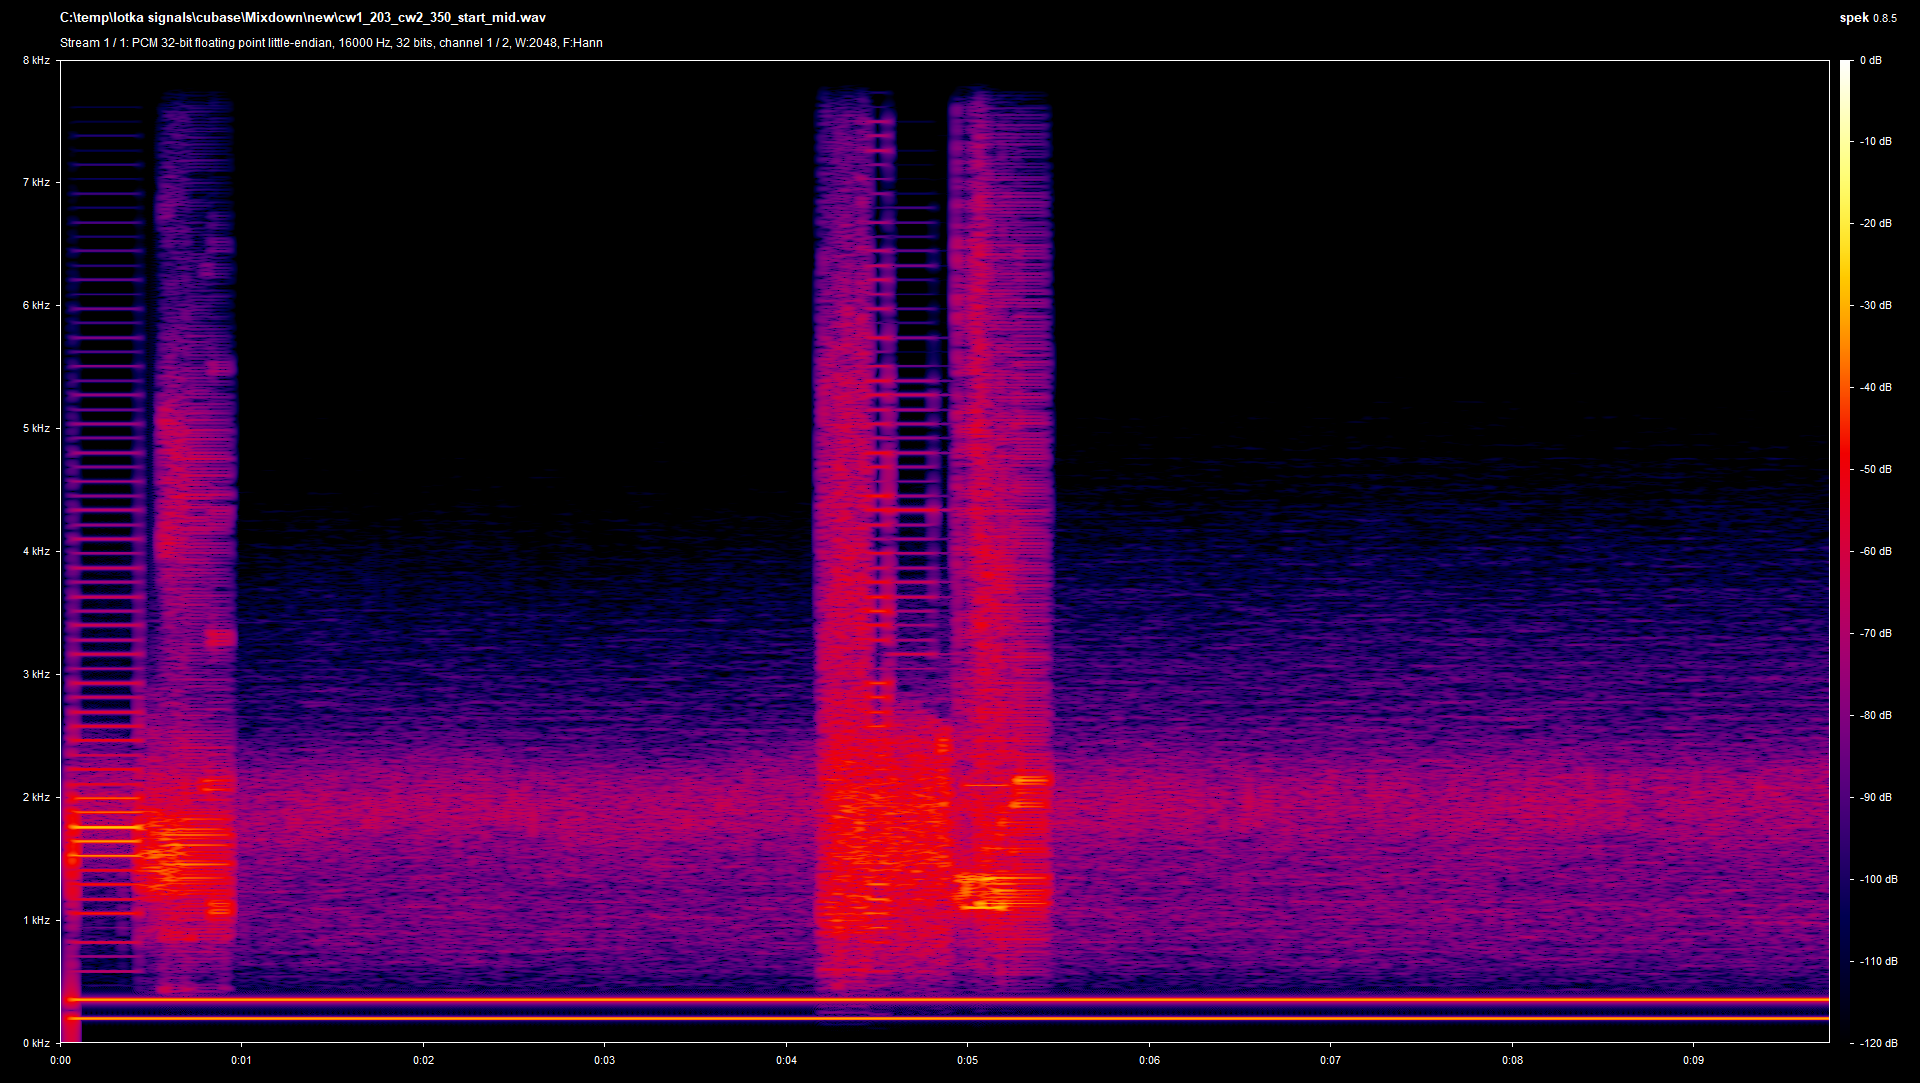 C:\temp\lotka signals\cubase\Mixdown\new\cw1_203_cw2_350_start_mid.wav
spek 0.8.5
Stream 1 / 1: PCM 32-bit floating point little-endian, 16000 Hz, 32 bits, channel 1 / 2, W:2048, F:Hann
8 kHz
7 kHz
6 kHz
5 kHz
4 kHz
3 kHz
2 kHz
1 kHz
0 kHz
0:00
0:01
0:02
0:03
0:04
0:05
0:06
0:07
0:08
0:09
0 dB
-10 dB
-20 dB
-30 dB
-40 dB
-50 dB
-60 dB
-70 dB
-80 dB
-90 dB
-100 dB
-110 dB
-120 dB